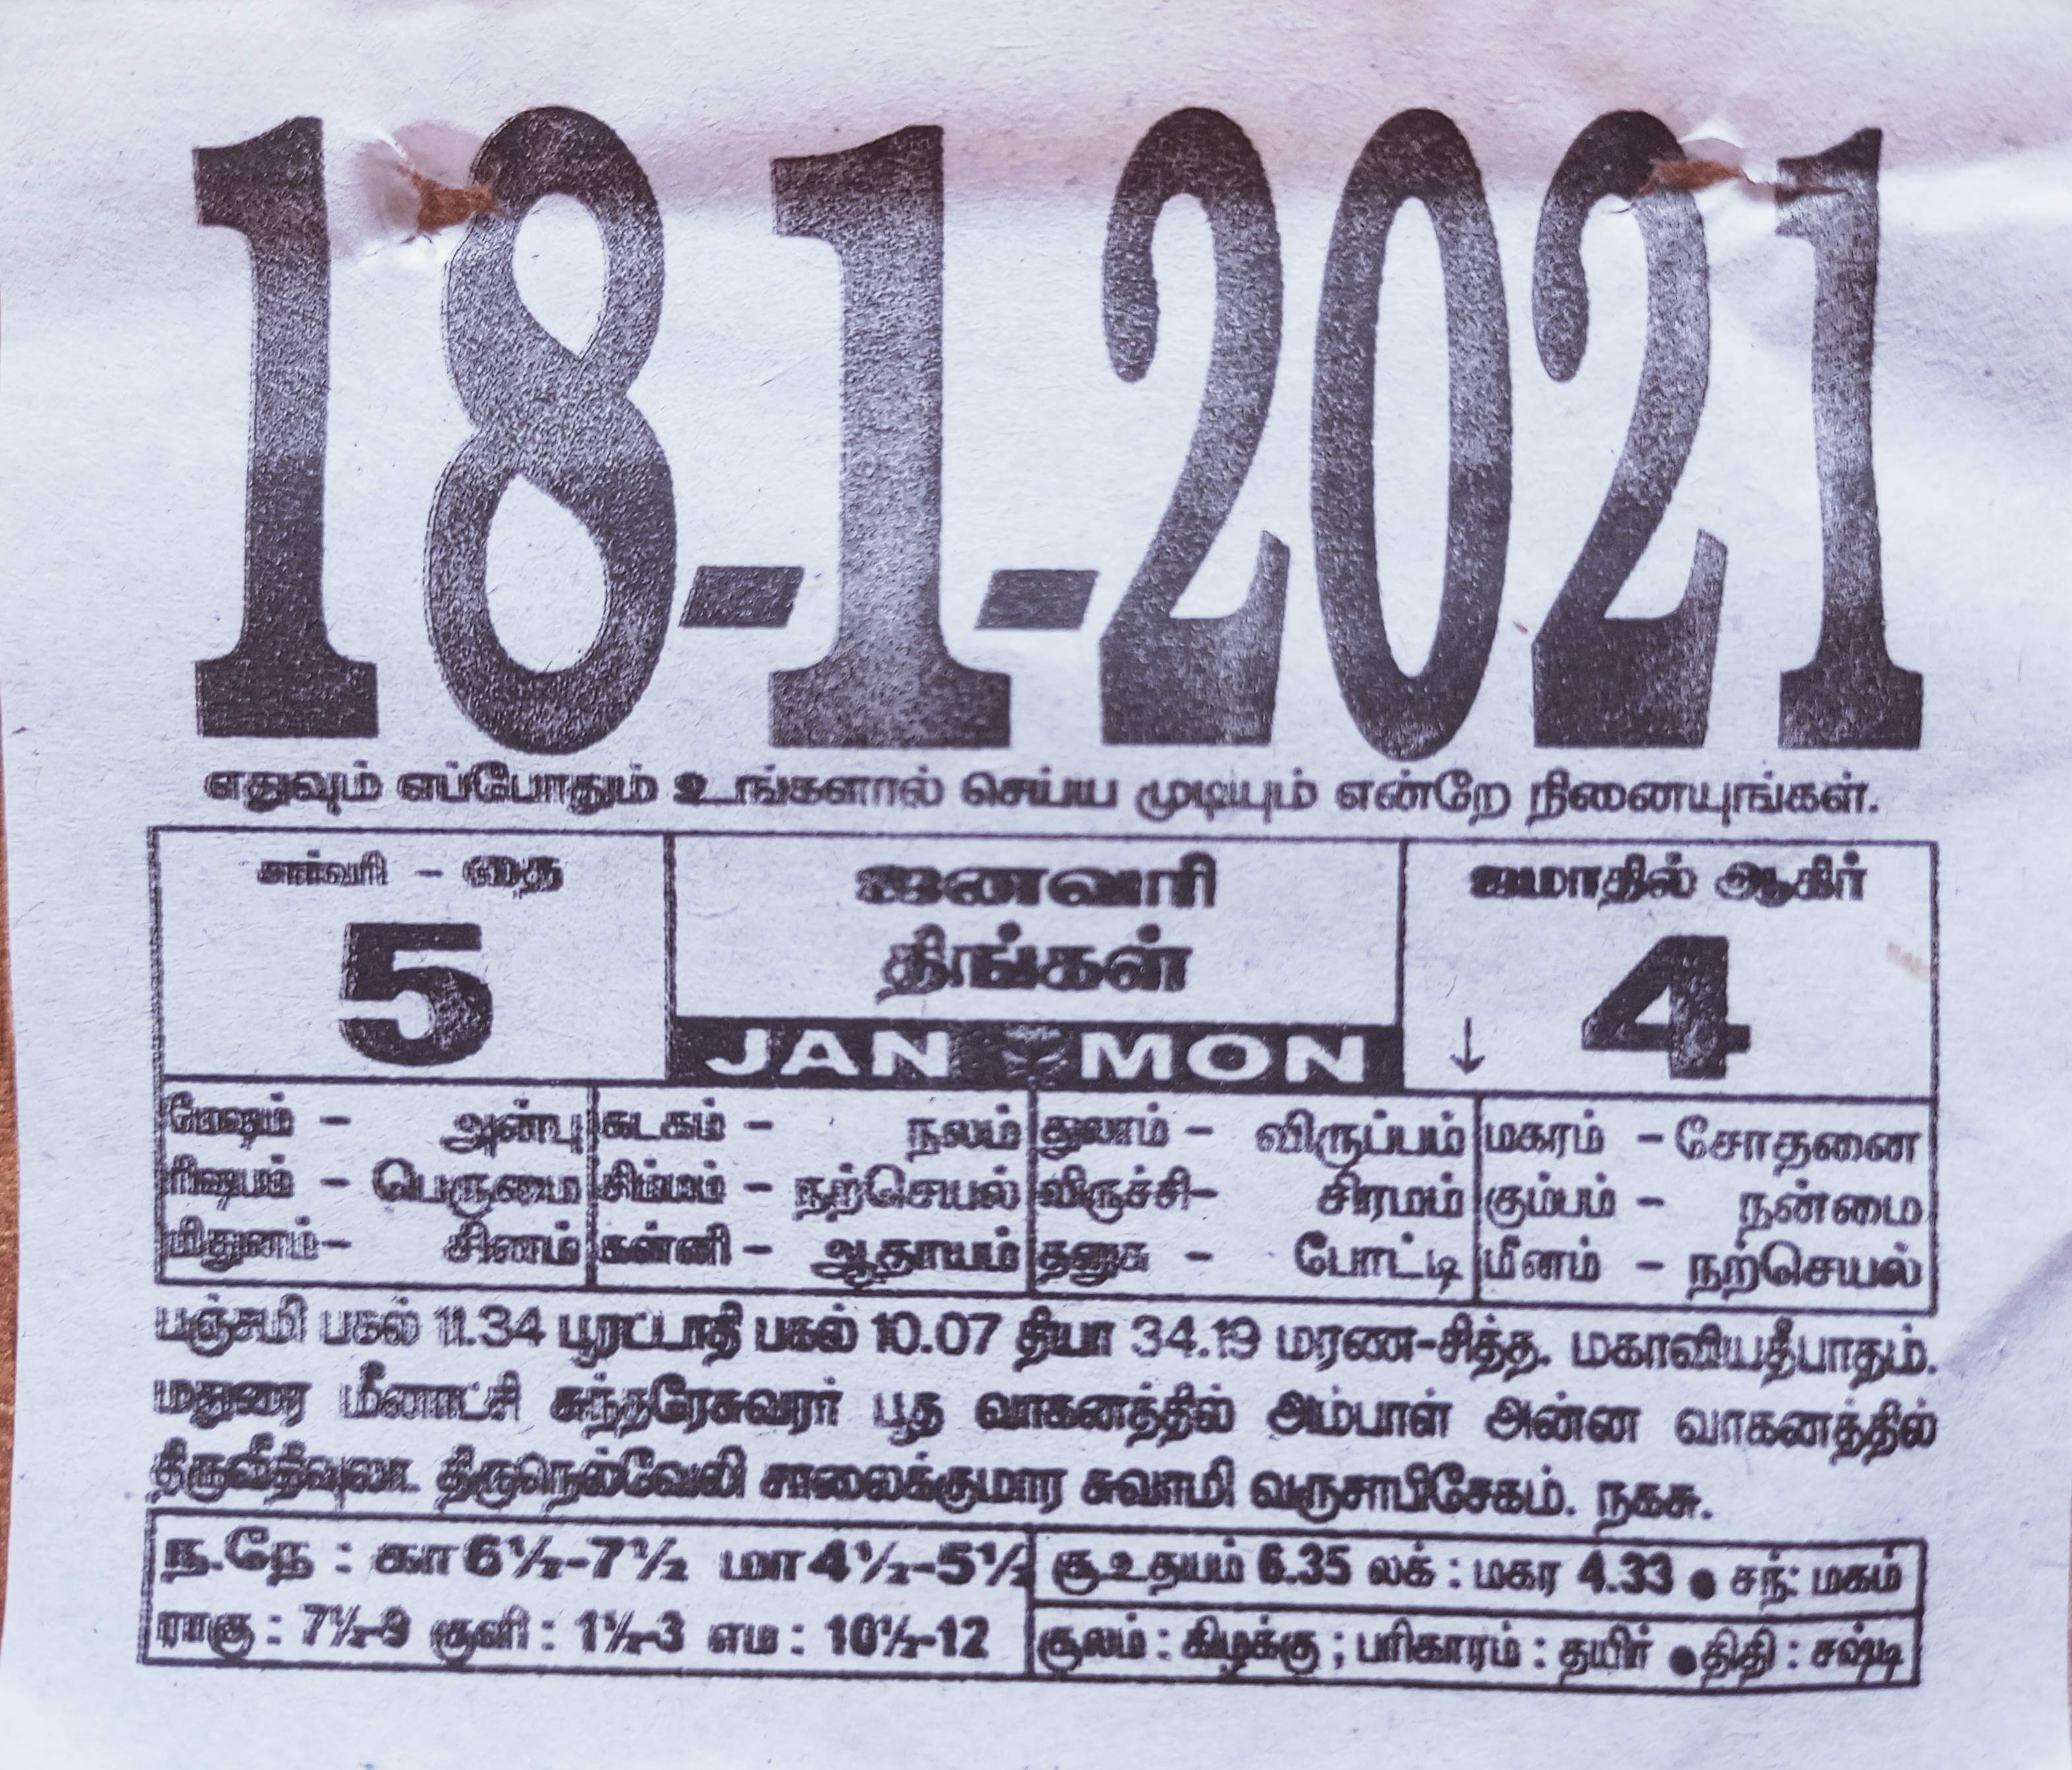 18-1-2021
எதுவும் எப்போதும் உங்களால் செய்ய முடியும் என்றே நினையுங்கள்.
சார்வரி - தை
5
ஜனவரி
திங்கள்
JAN MON
ஜமாதில் ஆகிர்
↓ 4
மேஷம் - அன்பு கடகம் - நலம் துலாம் - விருப்பம் மகரம் - சோதனை
ரிஷபம் - பெருமை சிம்மம் - நற்செயல் விருச்சி- சிரமம் கும்பம் - நன்மை
மிதுனம்- சினம் கன்னி - ஆதாயம் தனுசு - போட்டி மீனம் - நற்செயல்
பஞ்சமி பகல் 11.34 பூரட்டாதி பகல் 10.07 தியா 34.19 மரண-சித்த. மகாவியதீபாதம்.
மதுரை மீனாட்சி சுந்தரேசுவரர் பூத வாகனத்தில் அம்பாள் அன்ன வாகனத்தில்
திருவீதிவுலா. திருநெல்வேலி சாலைக்குமார சுவாமி வருசாபிசேகம். நகசு.
ந.நே : கா 6½-7½ மா 4½-5½
ராகு : 7½-9 குளி : 1½-3 எம : 10½-12
சூ.உதயம் 6.35 லக் : மகர 4.33 ● சந்: மகம்
சூலம் : கிழக்கு ; பரிகாரம் : தயிர் ● திதி : சஷ்டி